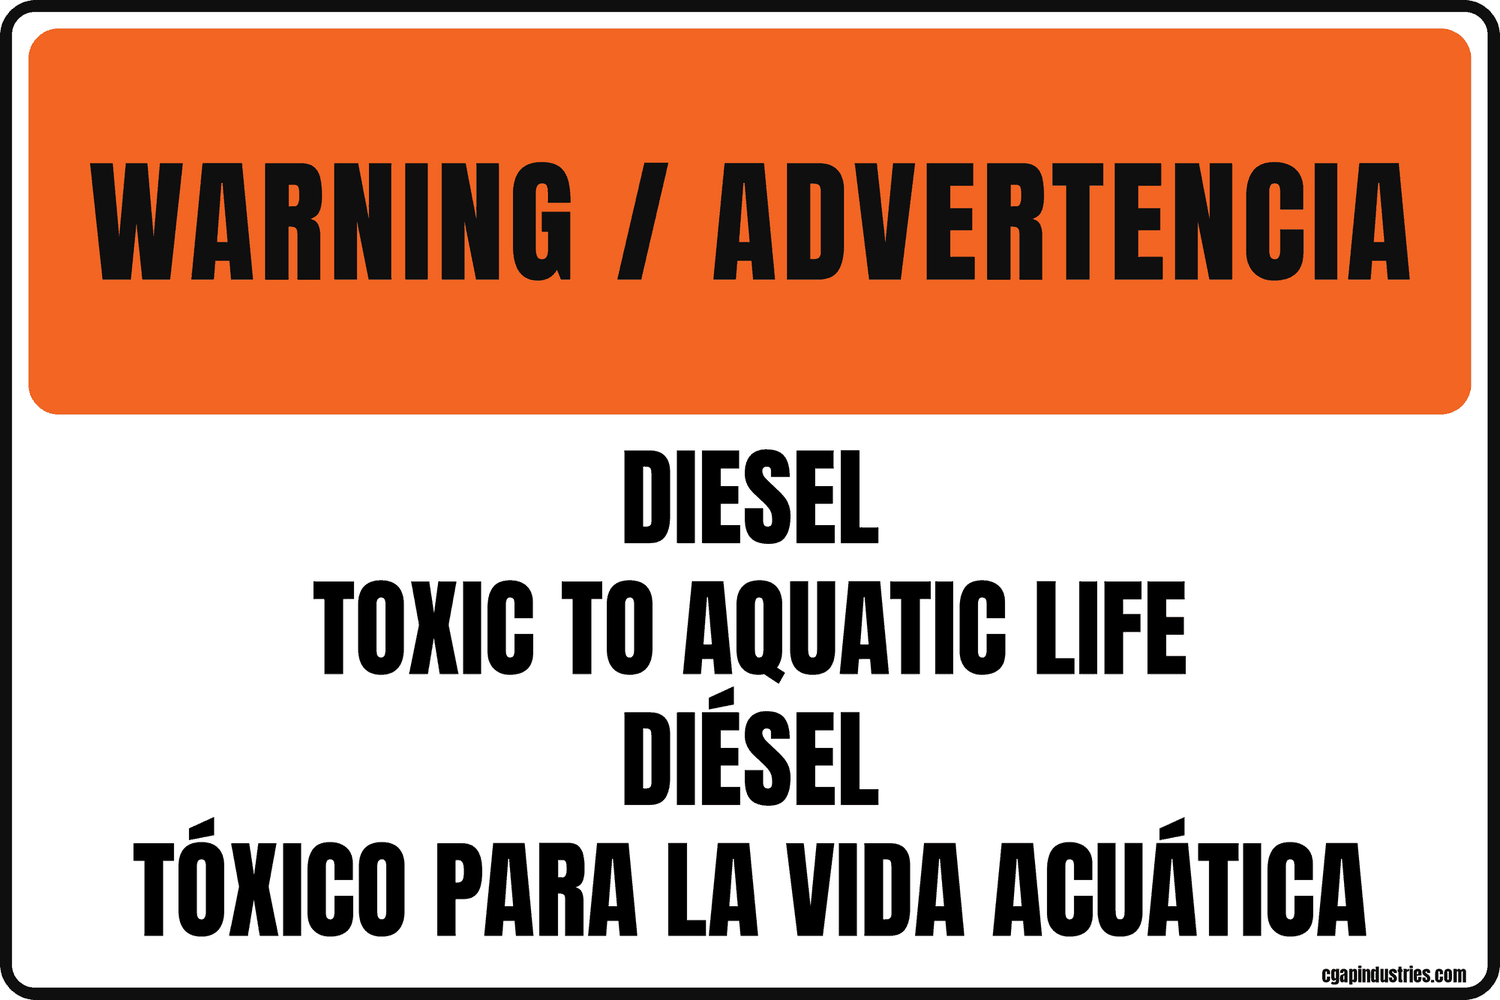 WARNING / ADVERTENCIA
DIESEL
TOXIC TO AQUATIC LIFE
DIÉSEL
TÓXICO PARA LA VIDA ACUÁTICA
cgapindustries.com